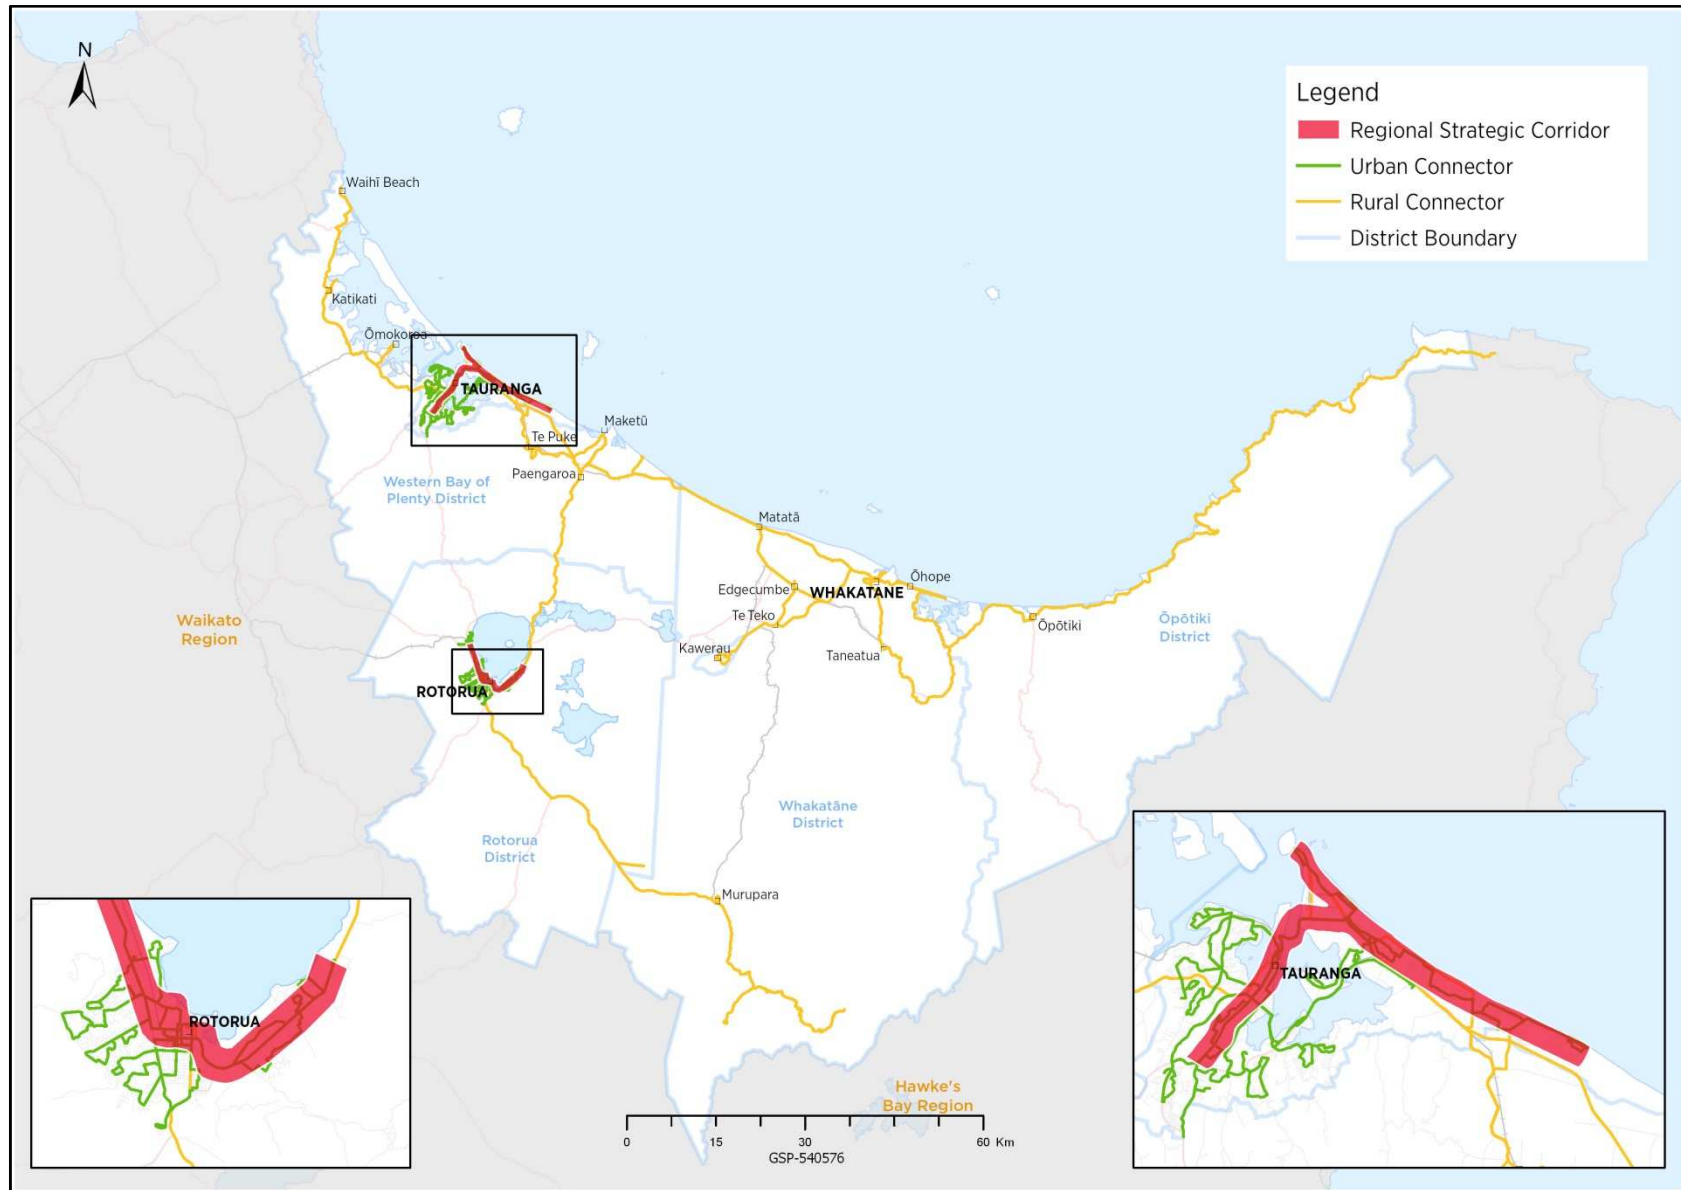 N
Legend
Regional Strategic Corridor
Urban Connector
Rural Connector
District Boundary
Waihī Beach
Katikati
Ōmokoroa
TAURANGA
Maketū
Te Puke
Paengaroa
Western Bay of
Plenty District
Matatā
Edgecumbe
WHAKATANE
Ōhope
Te Teko
Kawerau
Taneatua
Ōpōtiki
Ōpōtiki
District
Waikato
Region
ROTORUA
Whakatāne
District
Rotorua
District
Murupara
ROTORUA
TAURANGA
Hawke's
Bay Region
0 15 30 60 Km
GSP-540576